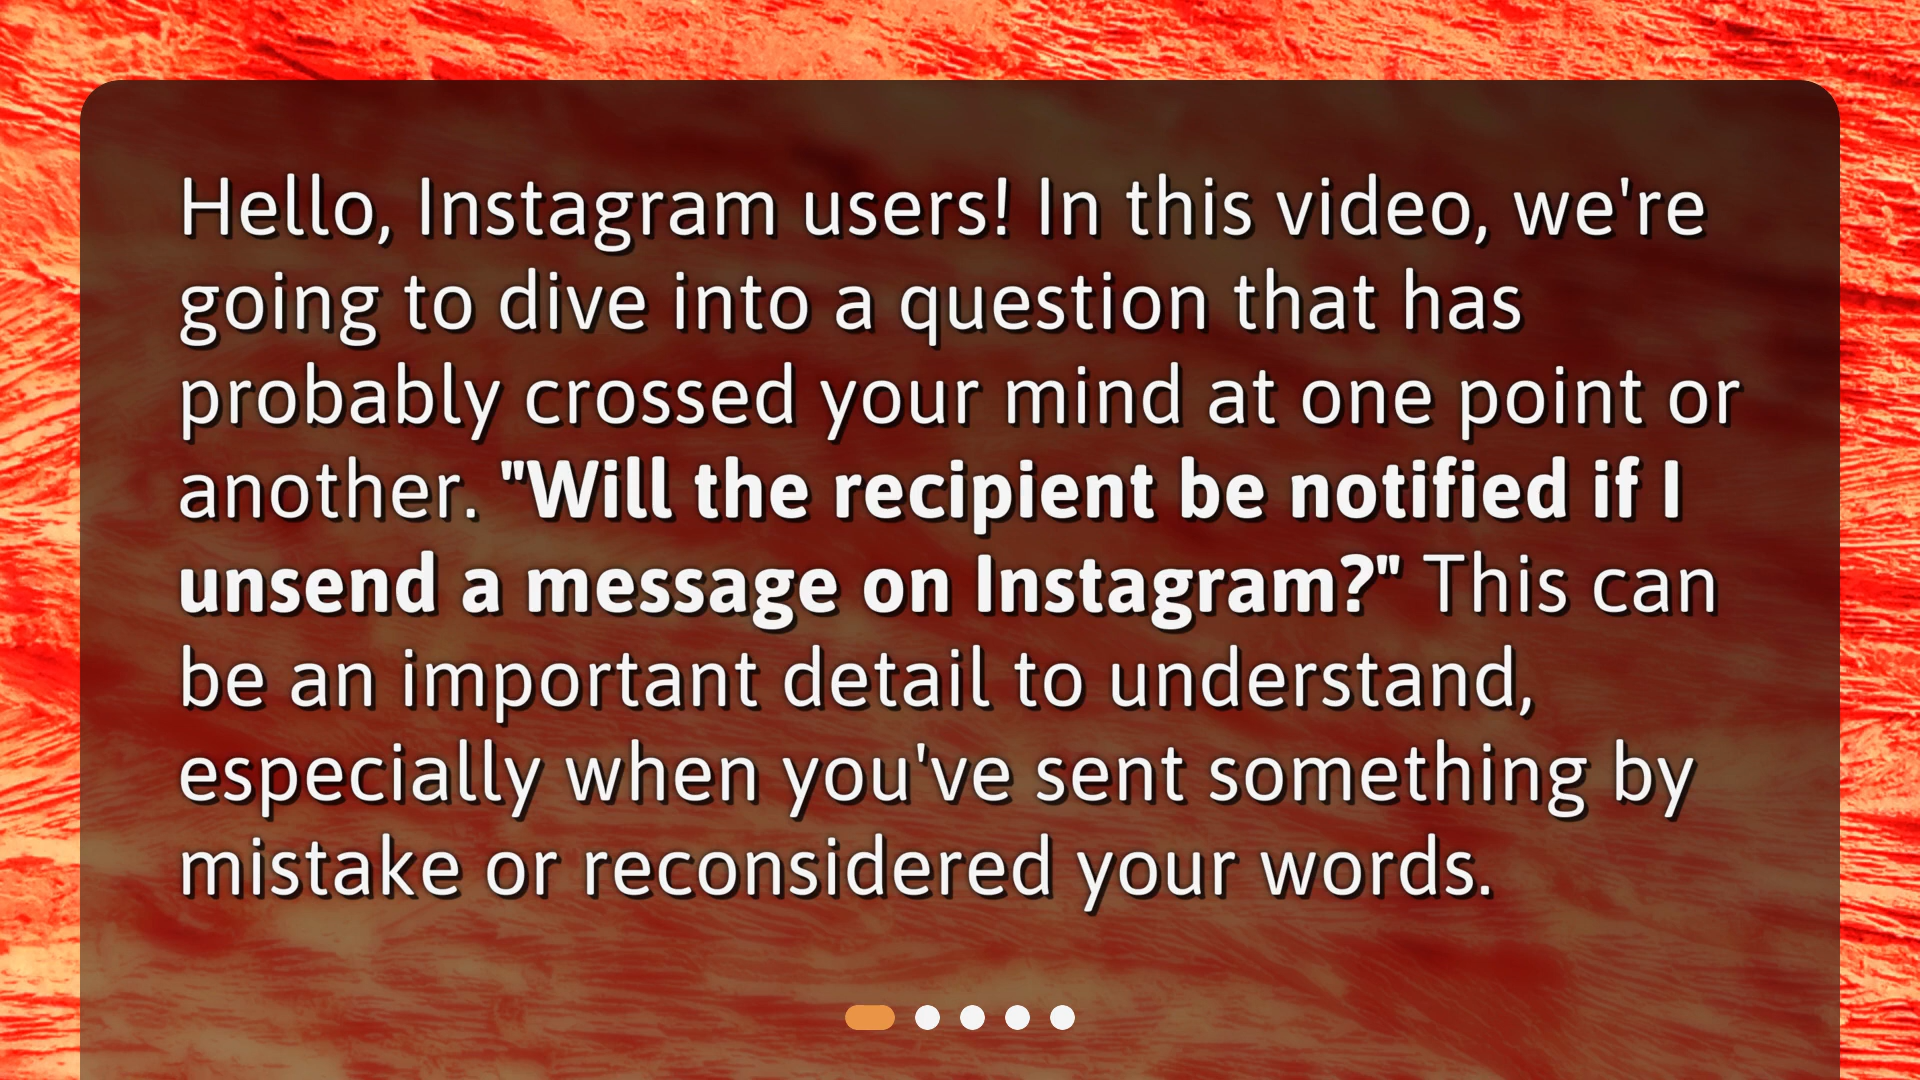 Hello, Instagram users! In this video, we're
going to dive into a question that has
probably crossed your mind at one point or
another. "Will the recipient be notified if I
unsend a message on Instagram?" This can
be an important detail to understand,
especially when you've sent something by
mistake or reconsidered your words.